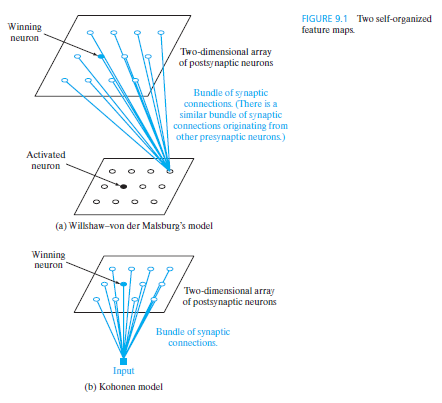 FIGURE 9.1 Two self-organized
feature maps.
Winning
neuron
Two-dimensional array
of postsynaptic neurons
Bundle of synaptic
connections. (There is a
similar bundle of synaptic
connections originating from
other presynaptic neurons.)
Activated
neuron
(a) Willshaw–von der Malsburg's model
Winning
neuron
Two-dimensional array
of postsynaptic neurons
Bundle of synaptic
connections.
Input
(b) Kohonen model